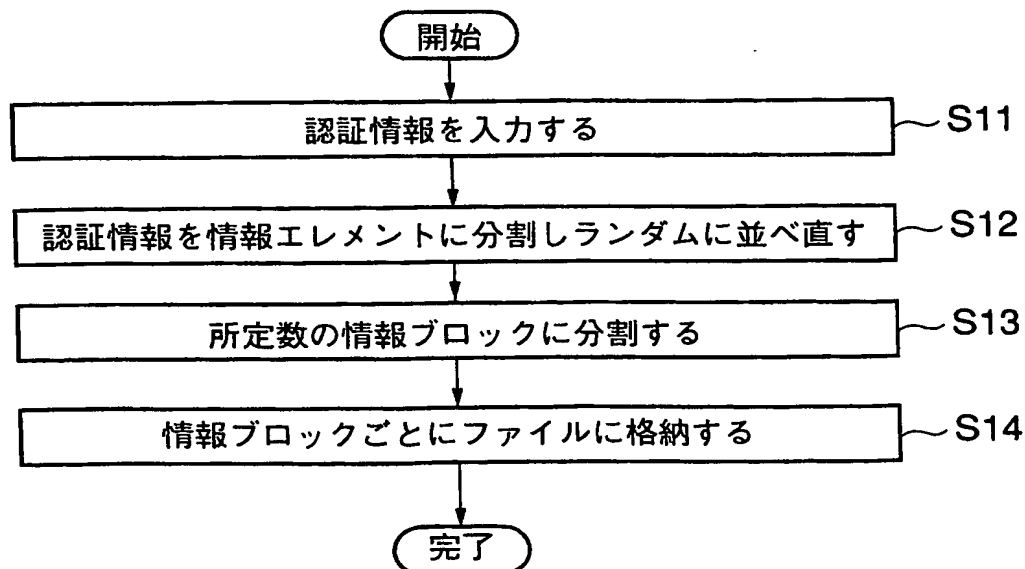 開始
認証情報を入力する
S11
認証情報を情報エレメントに分割しランダムに並べ直す
S12
所定数の情報ブロックに分割する
S13
情報ブロックごとにファイルに格納する
S14
完了